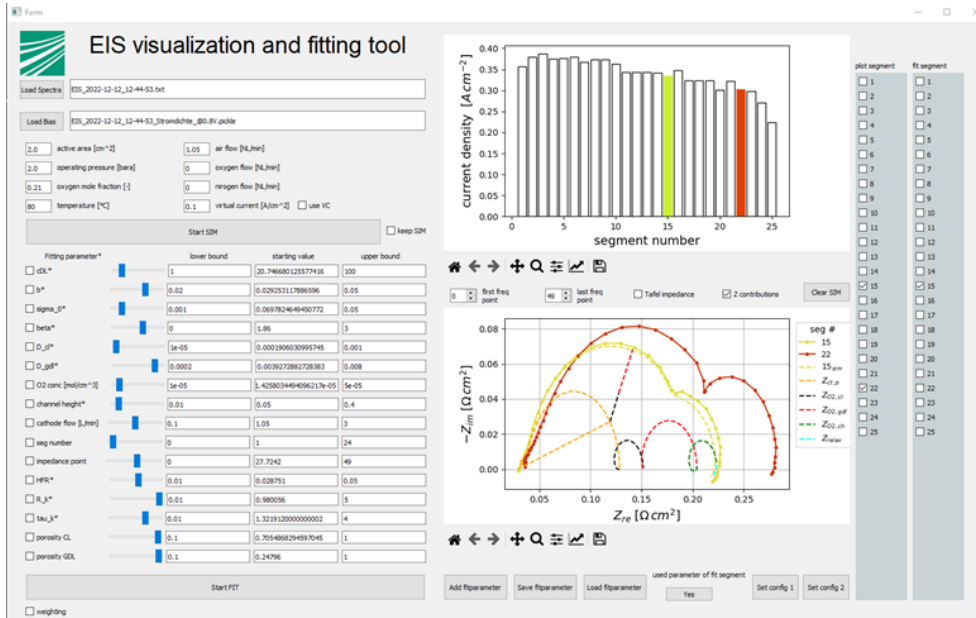 Form
EIS visualization and fitting tool
Load Spectra EIS_2022-12-12_12-44-53.txt
Load Bias EIS_2022-12-12_12-44-53_Stromdichte_@0.8V.pickle
2.0 active area [cm^2] 1.05 air flow [NL/min]
2.0 operating pressure [bara] 0 oxygen flow [NL/min]
0.21 oxygen mole fraction [-] 0 nirogen flow [NL/min]
80 temperature [°C] 0.1 virtual current [A/cm^2] use VC
Start SIM keep SIM
Fitting parameter* lower bound starting value upper bound
cDL* 1 20.746680125577416 100
b* 0.02 0.029253117886596 0.05
sigma_0* 0.001 0.0697824649450772 0.05
beta* 0 1.86 3
D_cl* 1e-05 0.0001906030995745 0.001
D_gdl* 0.0002 0.0039272882728383 0.008
O2 conc [mol/cm^3] 1e-05 1.4258034494096217e-05 5e-05
channel height* 0.01 0.05 0.4
cathode flow [L/min] 0.1 1.05 3
seg number 0 1 24
impedance point 0 27.7242 49
HFR* 0.01 0.028751 0.05
R_k* 0.01 0.980056 5
tau_k* 0.01 1.3219120000000002 4
porosity CL 0.1 0.7054868294597045 1
porosity GDL 0.1 0.24796 1
Start FIT
weighting
current density [A cm⁻²]
0.40
0.35
0.30
0.25
0.20
0.15
0.10
0.05
0.00
0 5 10 15 20 25
segment number
0 first freq point 49 last freq point Tafel impedance Z contributions Clear SIM
−Z_im [Ω cm²]
0.08
0.06
0.04
0.02
0.00
0.05 0.10 0.15 0.20 0.25
Z_re [Ω cm²]
seg #
15
22
15_sim
Z_ct,p
Z_O2,cl
Z_O2,gdl
Z_O2,ch
Z_relax
used parameter of fit segment
Add fitparameter Save fitparameter Load fitparameter Yes Set config 1 Set config 2
plot segment fit segment
1 1
2 2
3 3
4 4
5 5
6 6
7 7
8 8
9 9
10 10
11 11
12 12
13 13
14 14
15 15
16 16
17 17
18 18
19 19
20 20
21 21
22 22
23 23
24 24
25 25